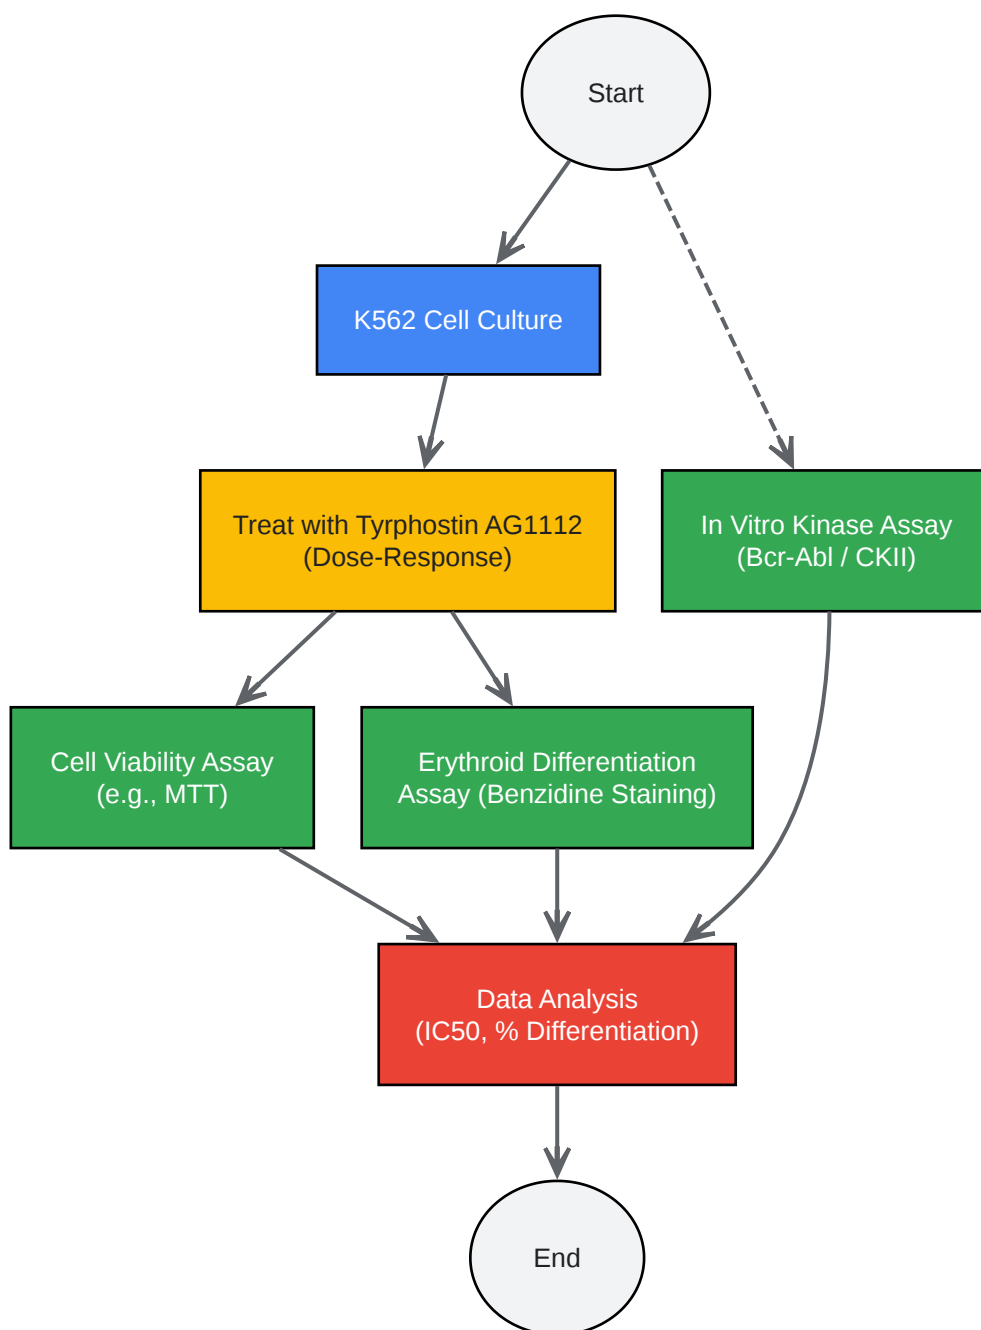 Start
K562 Cell Culture
Treat with Tyrphostin AG1112
(Dose-Response)
In Vitro Kinase Assay
(Bcr-Abl / CKII)
Cell Viability Assay
(e.g., MTT)
Erythroid Differentiation
Assay (Benzidine Staining)
Data Analysis
(IC50, % Differentiation)
End